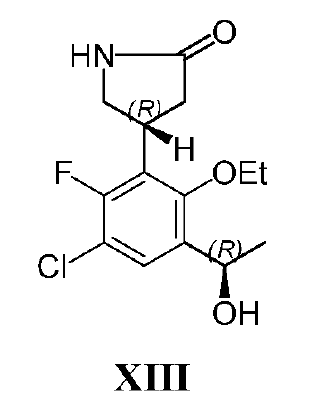 HN O
(R)
H
F OEt
(R)
Cl
OH
XIII